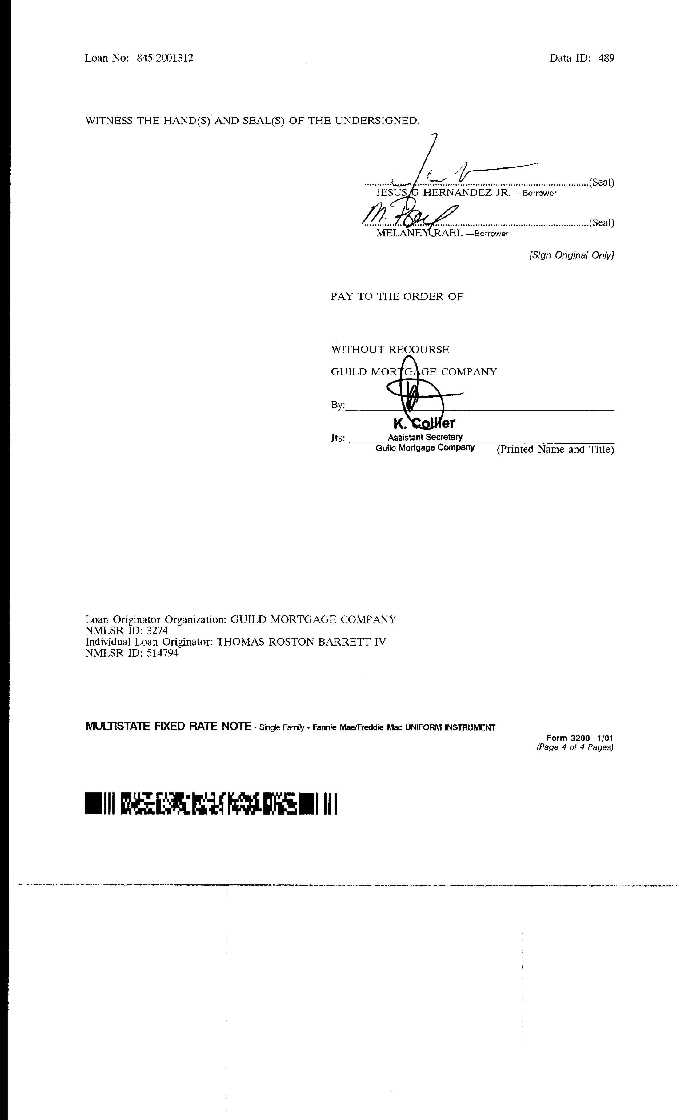 Loan No: 845 2001312 Data ID: 489
WITNESS THE HAND(S) AND SEAL(S) OF THE UNDERSIGNED.
(Seal)
JESUS G HERNANDEZ JR. —Borrower
(Seal)
MELANEY RAEL —Borrower
[Sign Original Only]
PAY TO THE ORDER OF
WITHOUT RECOURSE
GUILD MORTGAGE COMPANY
By:
K. Collier
Its: Assistant Secretary
Guild Mortgage Company (Printed Name and Title)
Loan Originator Organization: GUILD MORTGAGE COMPANY
NMLSR ID: 3274
Individual Loan Originator: THOMAS ROSTON BARRETT IV
NMLSR ID: 514794
MULTISTATE FIXED RATE NOTE - Single Family - Fannie Mae/Freddie Mac UNIFORM INSTRUMENT
Form 3200 1/01
(Page 4 of 4 Pages)